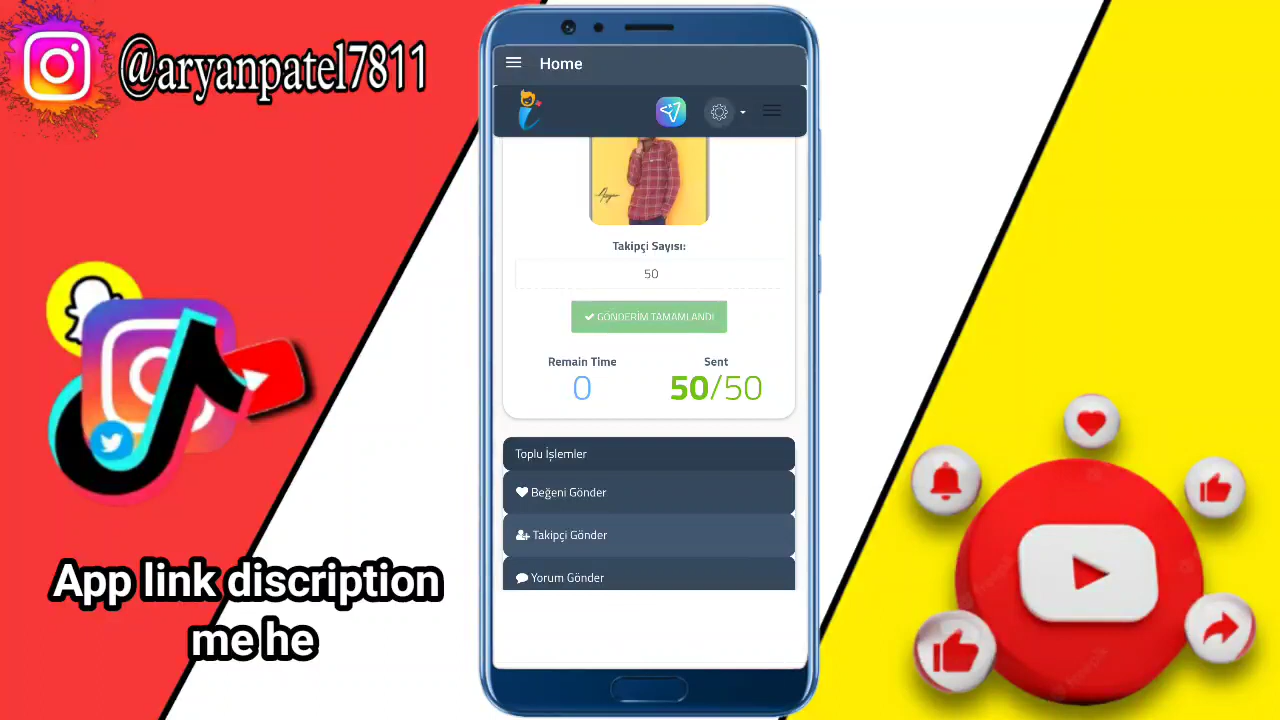 @aryanpatel7811
Home
Takipçi Sayısı:
50
GÖNDERİM TAMAMLANDI
Remain Time
Sent
0
50/50
Toplu İşlemler
Beğeni Gönder
Takipçi Gönder
Yorum Gönder
App link discription
me he